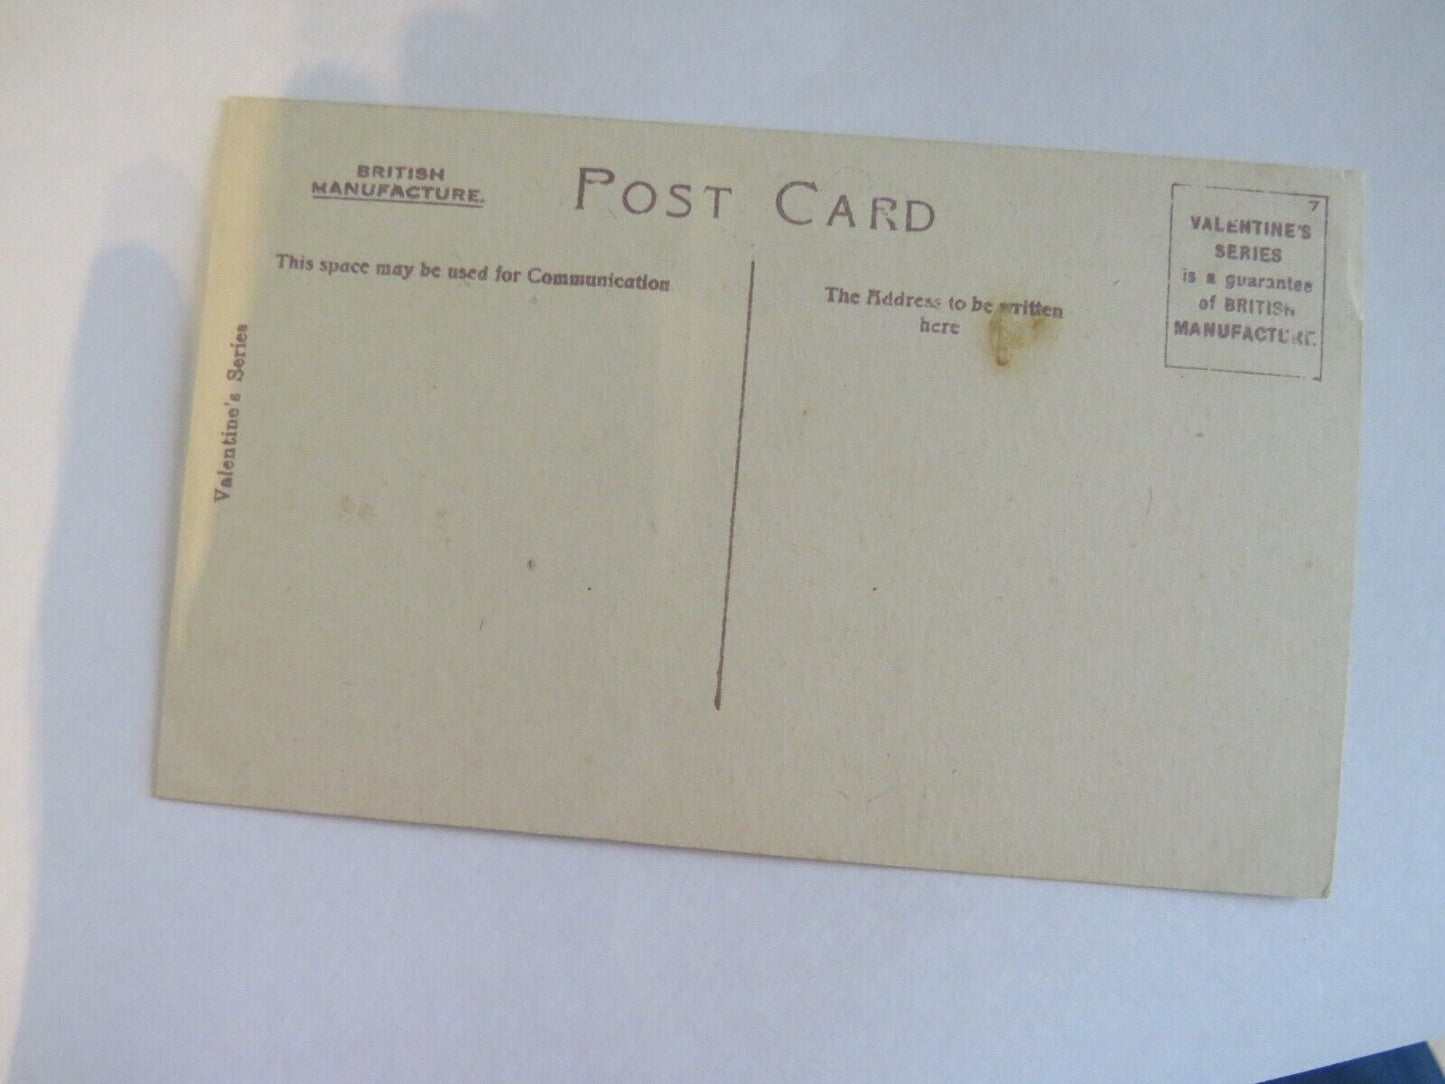 BRITISH
MANUFACTURE.
POST CARD
7
VALENTINE'S
SERIES
is a guarantee
of BRITISH
MANUFACTURE.
This space may be used for Communication
The Address to be written
here
Valentine's Series